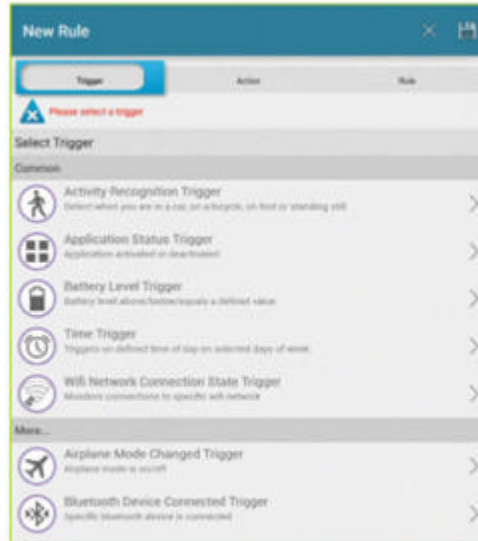 New Rule
Trigger Action Rule
Please select a trigger
Select Trigger
Common
Activity Recognition Trigger
Detect when you are in a car, on a bicycle, on foot or standing still
Application Status Trigger
Application activated or deactivated
Battery Level Trigger
Battery level above/below/equals a defined value
Time Trigger
Triggers on defined time of day on selected days of week
Wifi Network Connection State Trigger
Monitors connections to specific wifi network
More...
Airplane Mode Changed Trigger
Airplane mode is on/off
Bluetooth Device Connected Trigger
Specific bluetooth device is connected